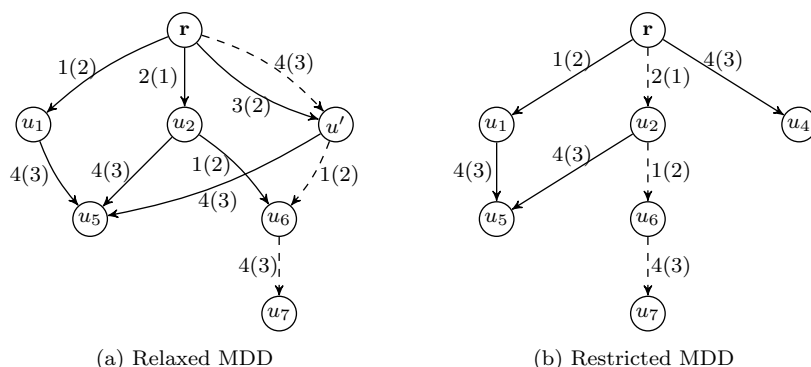 r
r
4(3)
1(2)
2(1)
3(2)
1(2)
2(1)
4(3)
u1
u2
u'
u1
u2
u4
4(3)
4(3)
1(2)
4(3)
1(2)
4(3)
4(3)
1(2)
u5
u6
u5
u6
4(3)
4(3)
u7
u7
(a) Relaxed MDD
(b) Restricted MDD